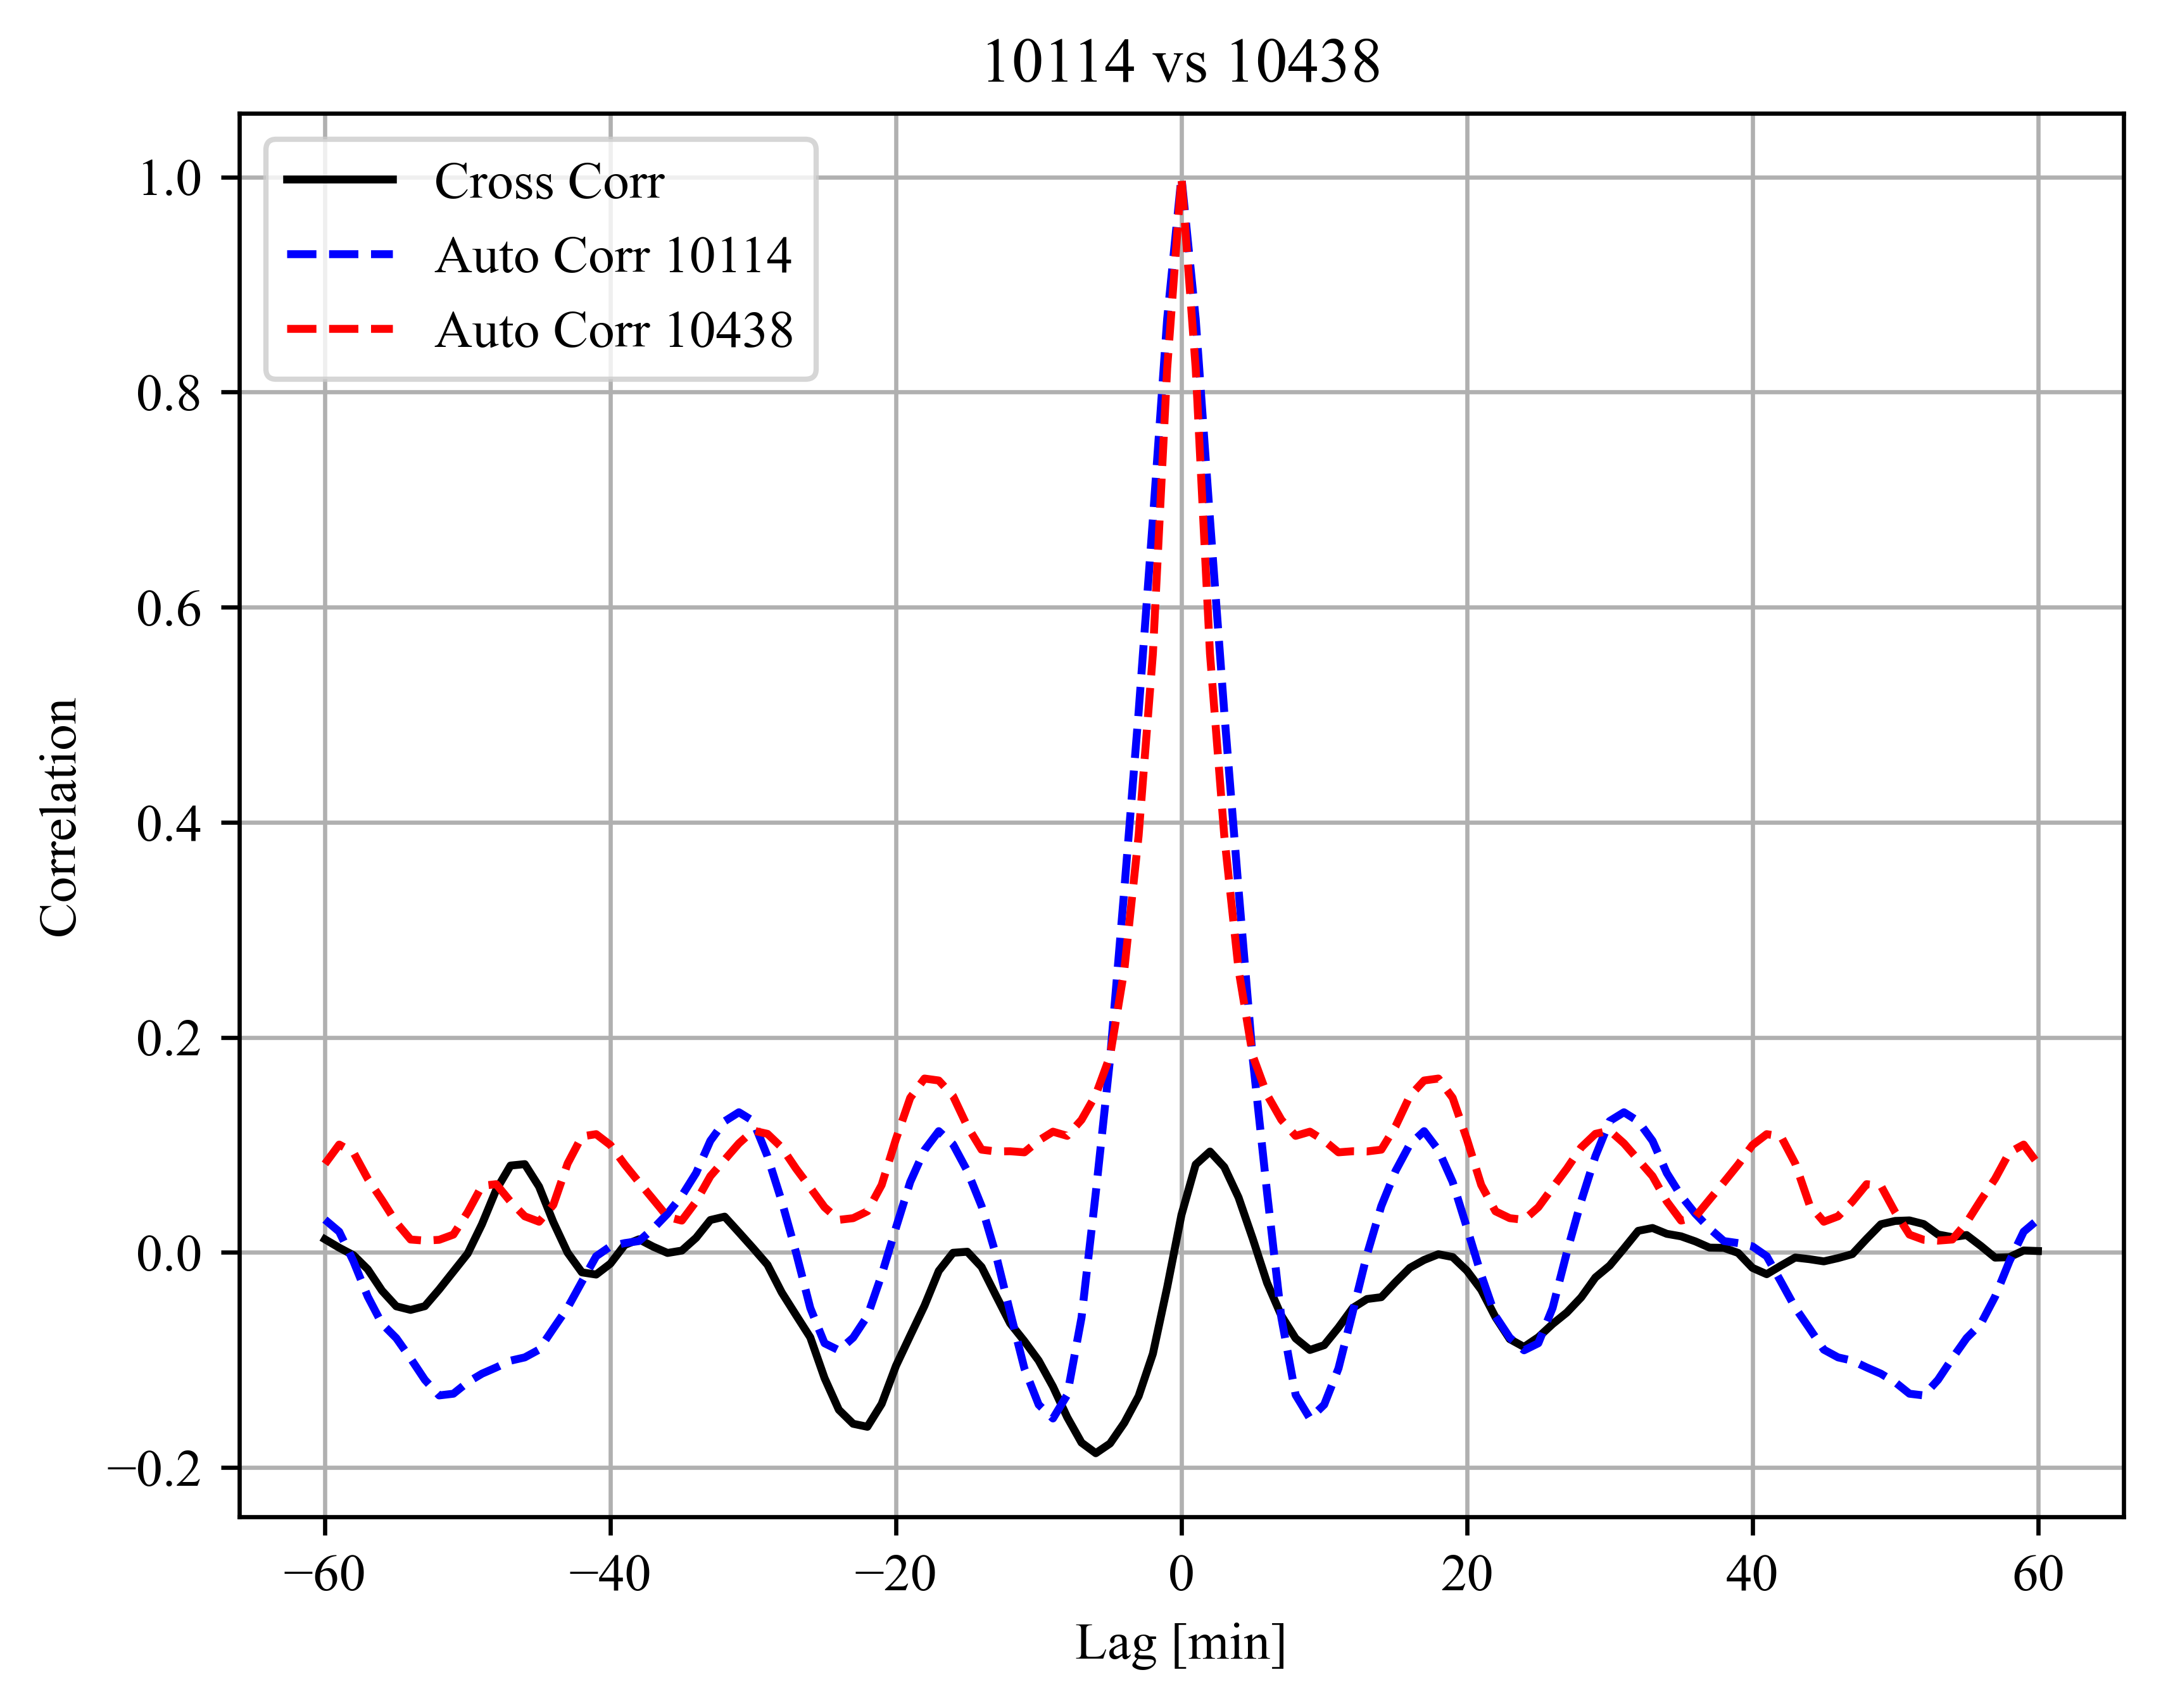 10114 vs 10438
Cross Corr
Auto Corr 10114
Auto Corr 10438
1.0
0.8
0.6
0.4
0.2
0.0
−0.2
Correlation
−60 −40 −20 0 20 40 60
Lag [min]